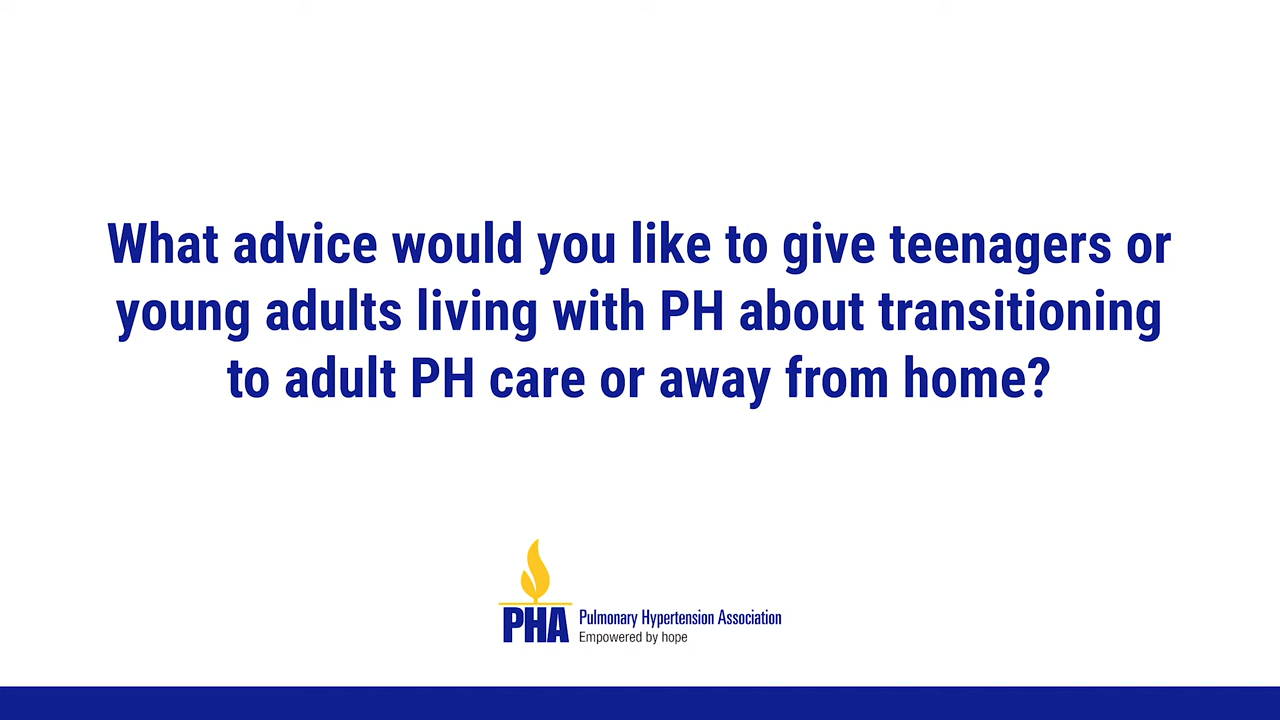 What advice would you like to give teenagers or
young adults living with PH about transitioning
to adult PH care or away from home?
PHA
Pulmonary Hypertension Association
Empowered by hope